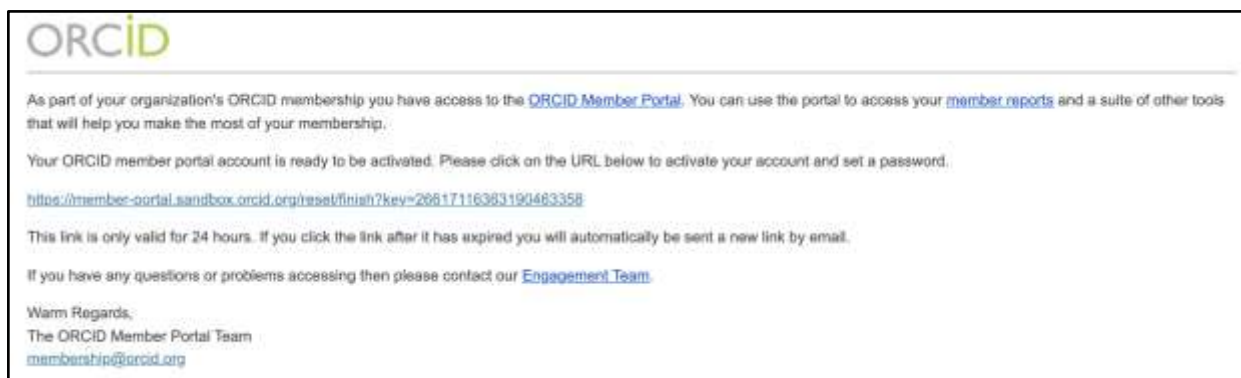 ORCID
As part of your organization's ORCID membership you have access to the ORCID Member Portal. You can use the portal to access your member reports and a suite of other tools
that will help you make the most of your membership.
Your ORCID member portal account is ready to be activated. Please click on the URL below to activate your account and set a password.
https://member-portal.sandbox.orcid.org/reset/finish?key=26617116363190463358
This link is only valid for 24 hours. If you click the link after it has expired you will automatically be sent a new link by email.
If you have any questions or problems accessing then please contact our Engagement Team.
Warm Regards,
The ORCID Member Portal Team
membership@orcid.org